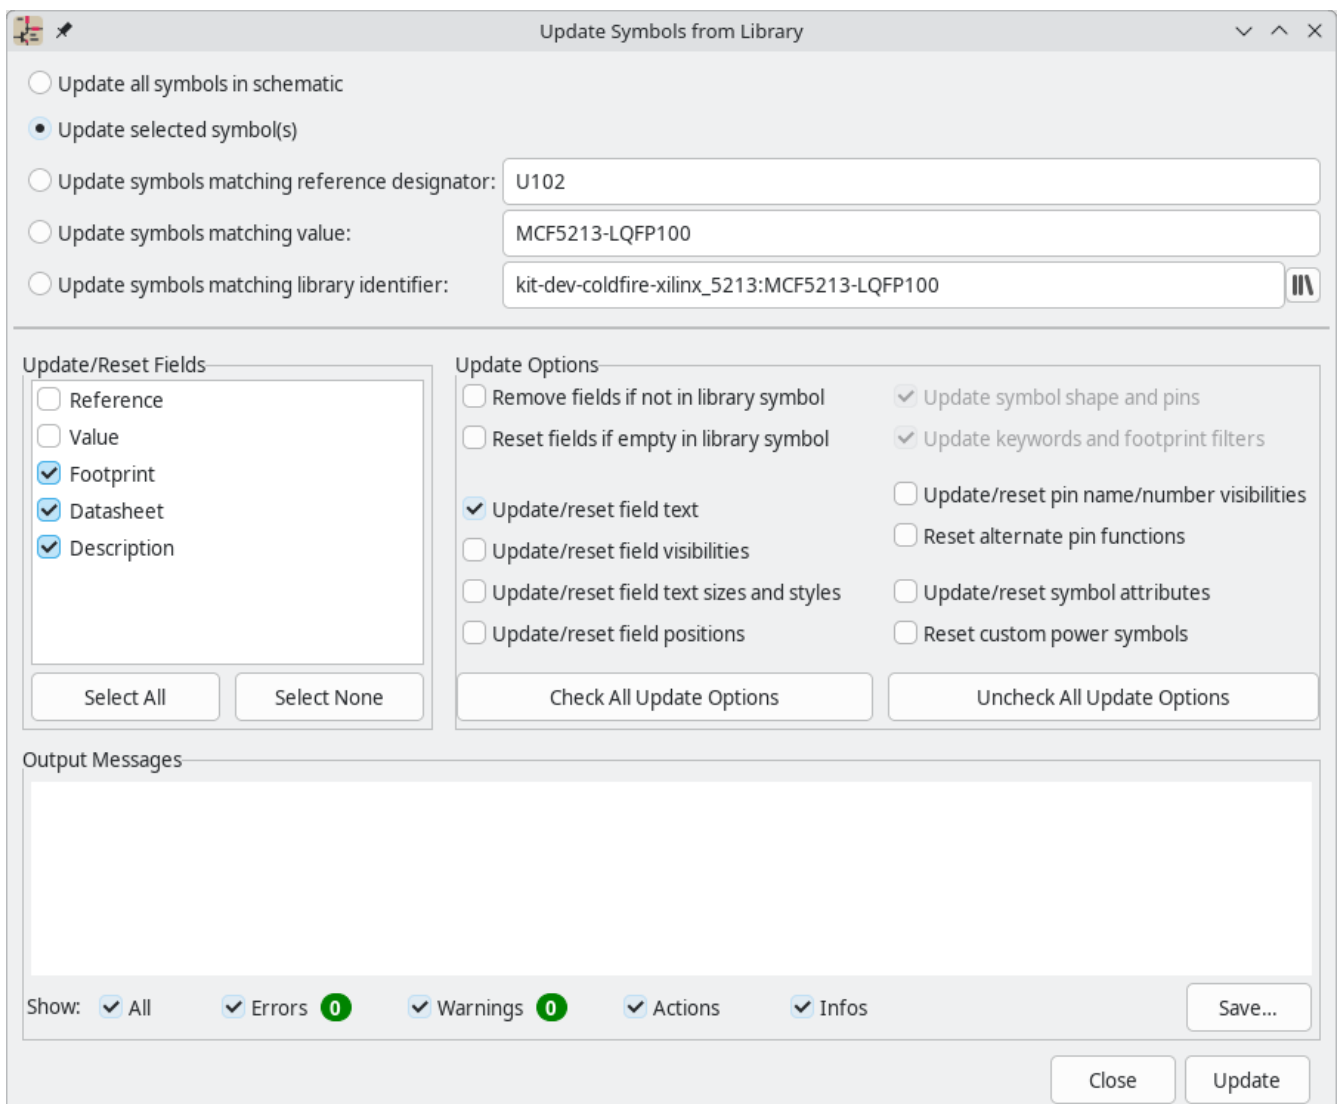 Update Symbols from Library
Update all symbols in schematic
Update selected symbol(s)
Update symbols matching reference designator: U102
Update symbols matching value: MCF5213-LQFP100
Update symbols matching library identifier: kit-dev-coldfire-xilinx_5213:MCF5213-LQFP100
Update/Reset Fields
Reference
Value
Footprint
Datasheet
Description
Select All Select None
Update Options
Remove fields if not in library symbol
Reset fields if empty in library symbol
Update/reset field text
Update/reset field visibilities
Update/reset field text sizes and styles
Update/reset field positions
Update symbol shape and pins
Update keywords and footprint filters
Update/reset pin name/number visibilities
Reset alternate pin functions
Update/reset symbol attributes
Reset custom power symbols
Check All Update Options Uncheck All Update Options
Output Messages
Show: All Errors 0 Warnings 0 Actions Infos Save...
Close Update